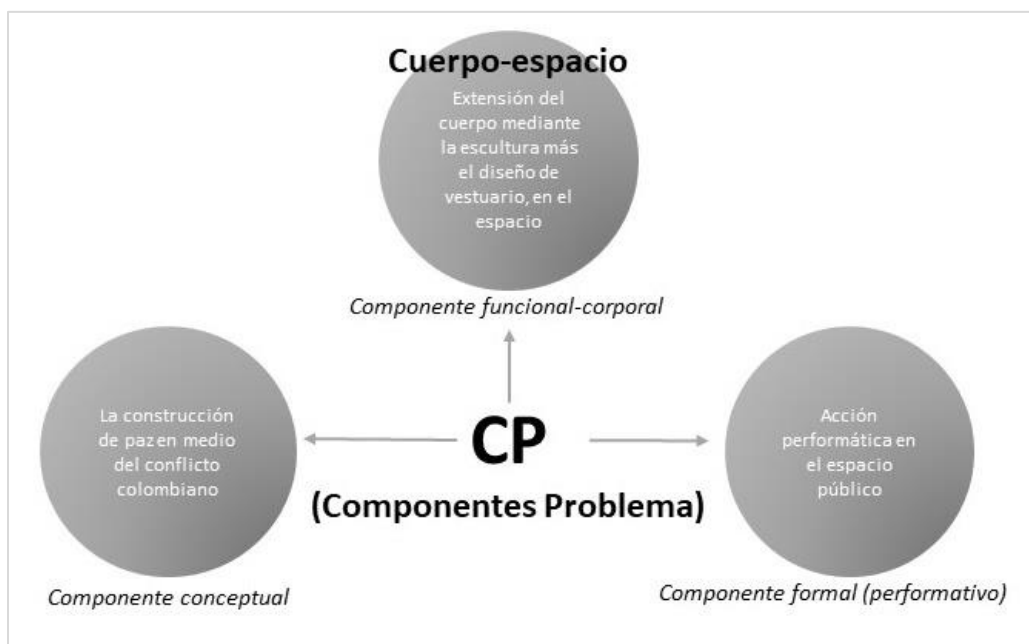 Cuerpo-espacio
Extensión del
cuerpo mediante
la escultura más
el diseño de
vestuario, en el
espacio
Componente funcional-corporal
La construcción
de paz en medio
del conflicto
colombiano
Componente conceptual
CP
(Componentes Problema)
Acción
performática en
el espacio
público
Componente formal (performativo)